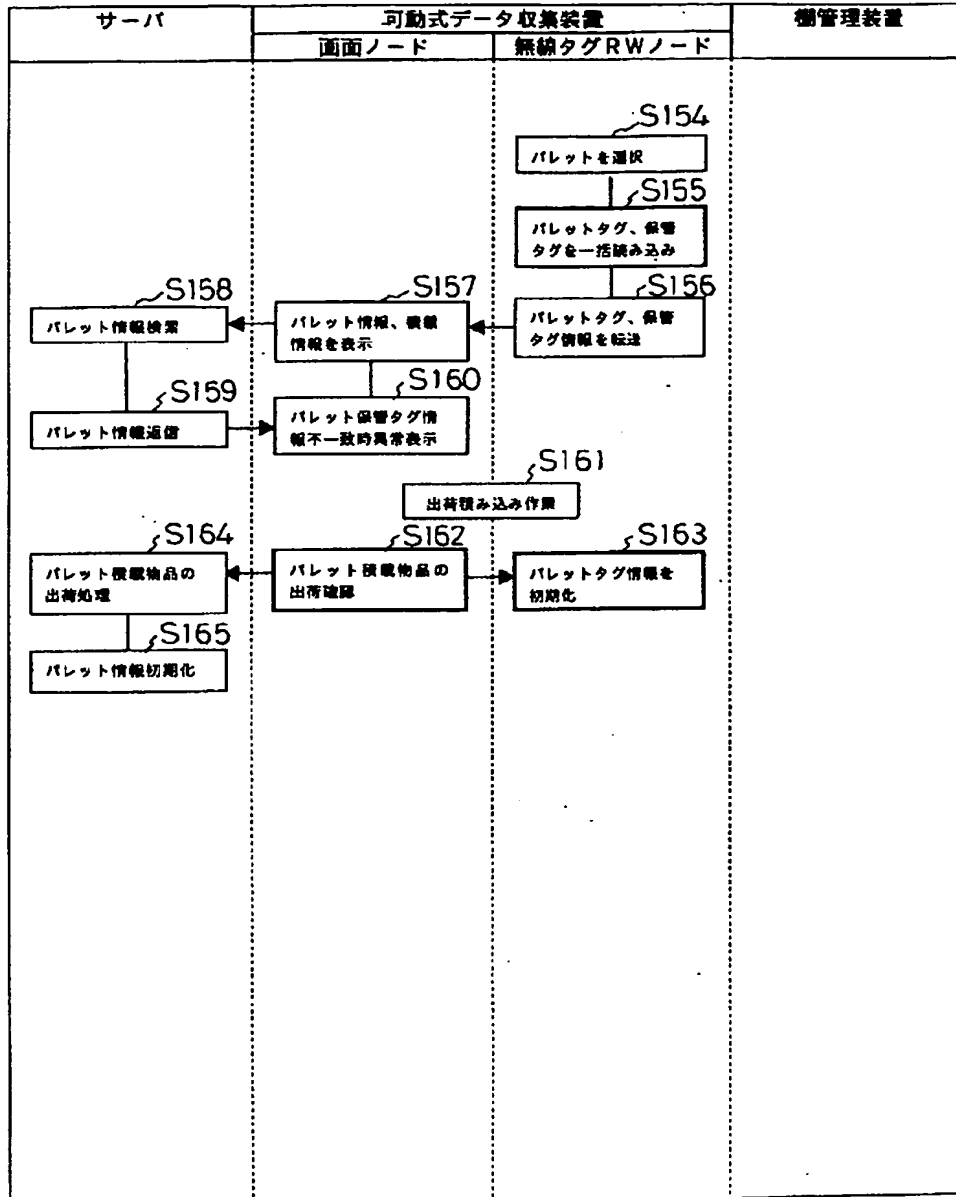 サーバ
可動式データ収集装置
棚管理装置
画面ノード
無線タグRWノード
S154
パレットを選択
S155
パレットタグ、保管
タグを一括読み込み
S156
パレットタグ、保管
タグ情報を転送
S157
パレット情報、積載
情報を表示
S158
パレット情報検索
S159
パレット情報返信
S160
パレット保管タグ情
報不一致時異常表示
S161
出荷積み込み作業
S162
パレット積載物品の
出荷確認
S163
パレットタグ情報を
初期化
S164
パレット積載物品の
出荷処理
S165
パレット情報初期化